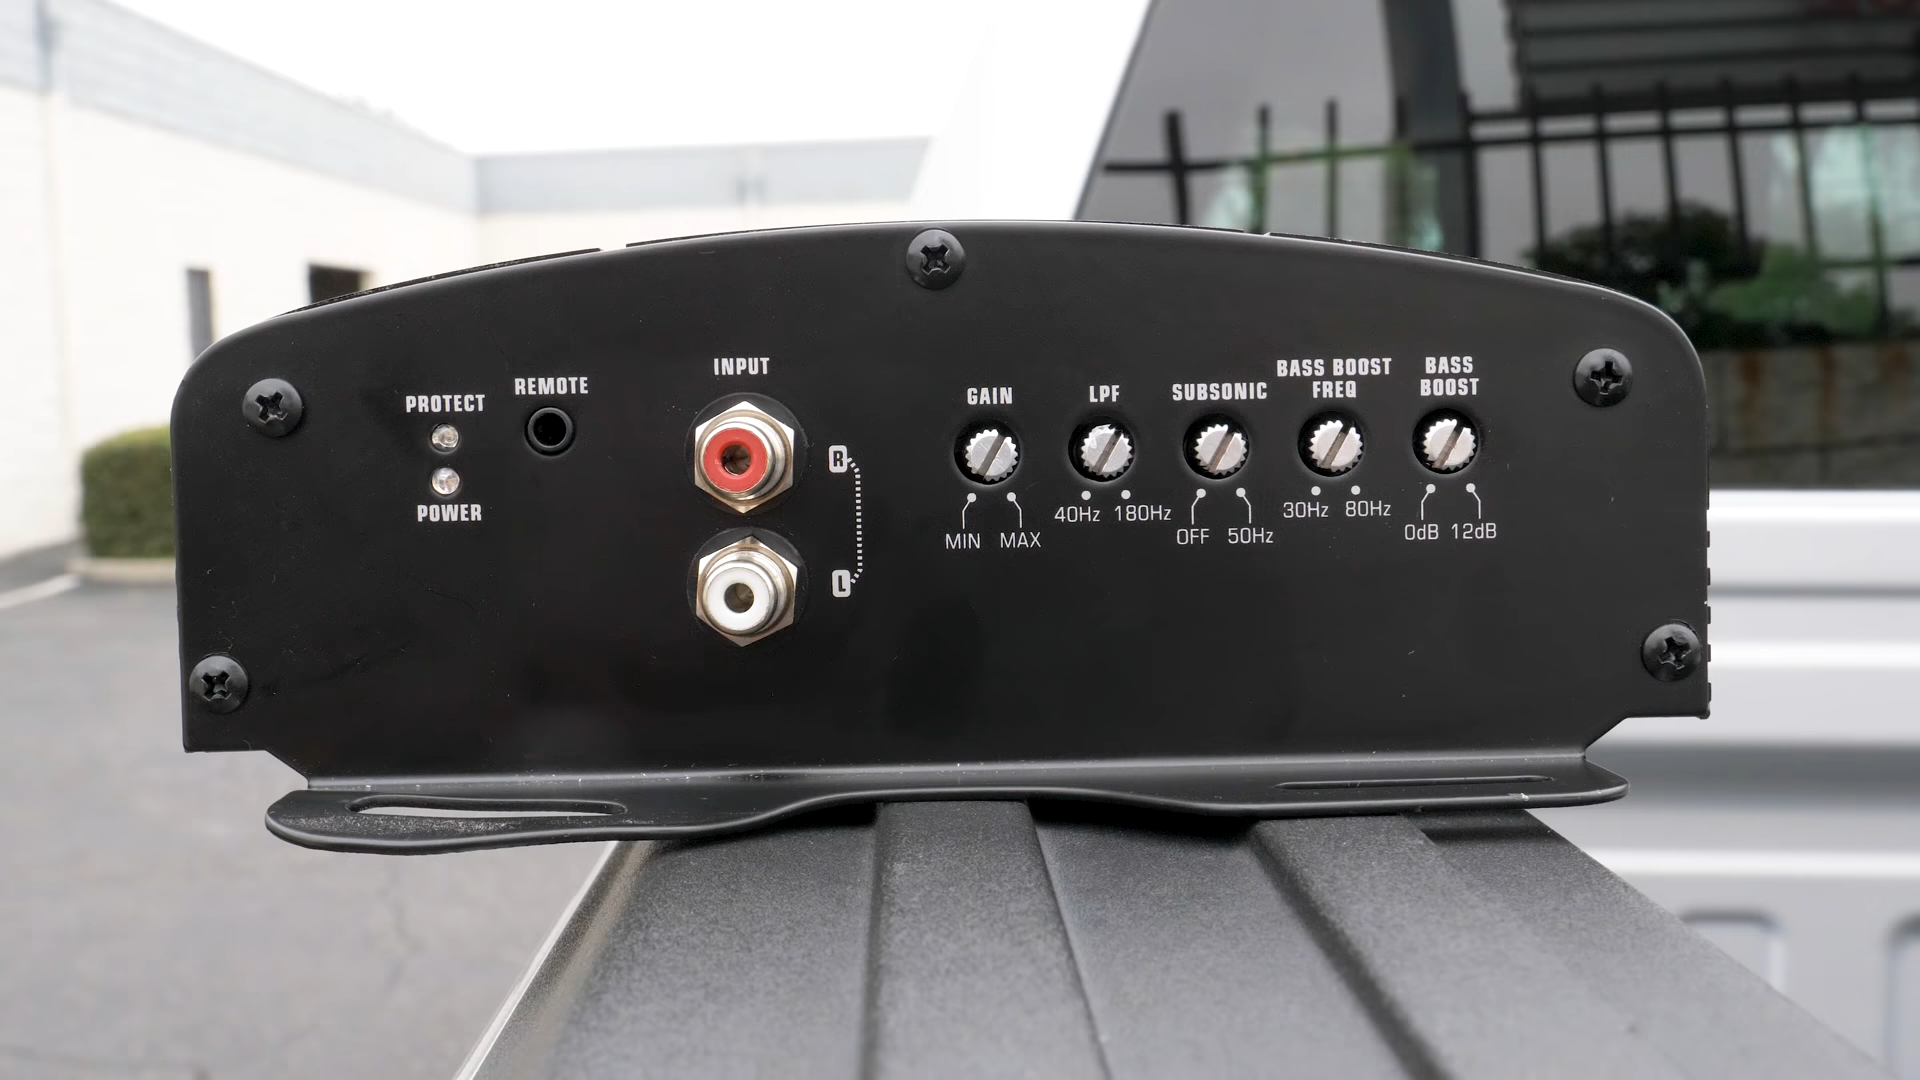 PROTECT
POWER
REMOTE
INPUT
R
L
GAIN
MIN MAX
LPF
40Hz 180Hz
SUBSONIC
OFF 50Hz
BASS BOOST
FREQ
30Hz 80Hz
BASS
BOOST
0dB 12dB